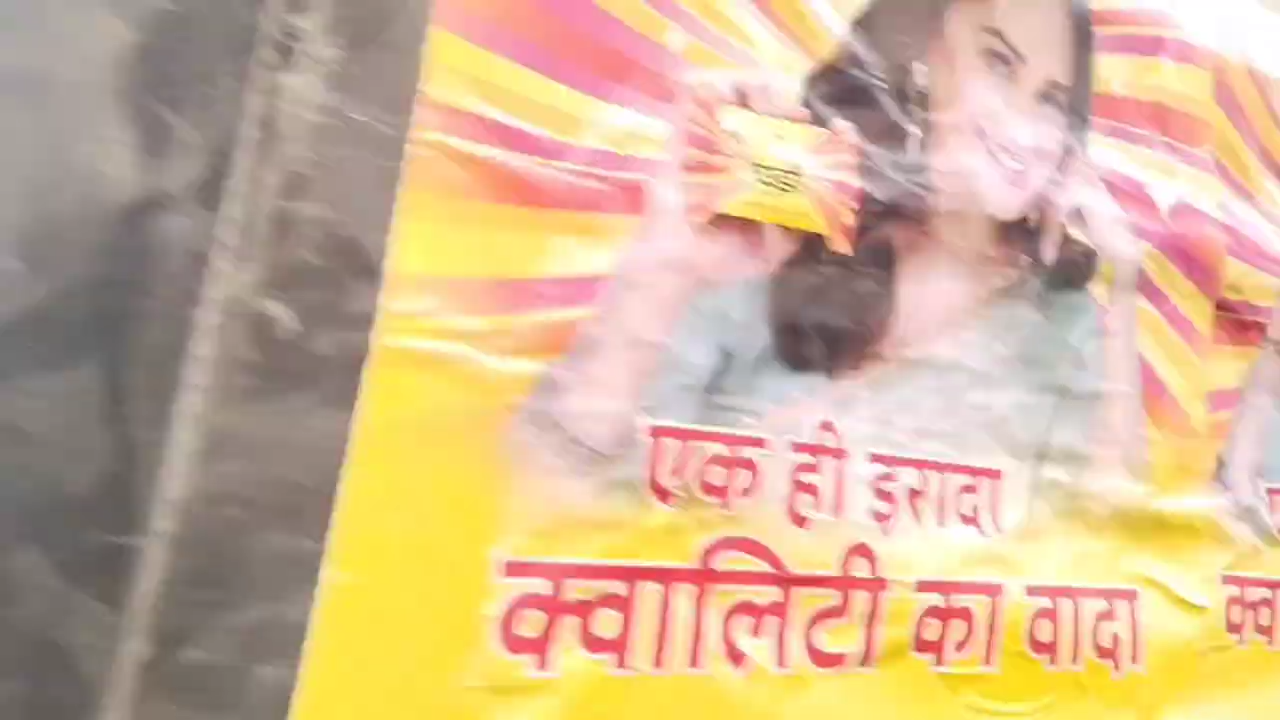 एक ही इरादा
क्वालिटी का वादा
क्वा